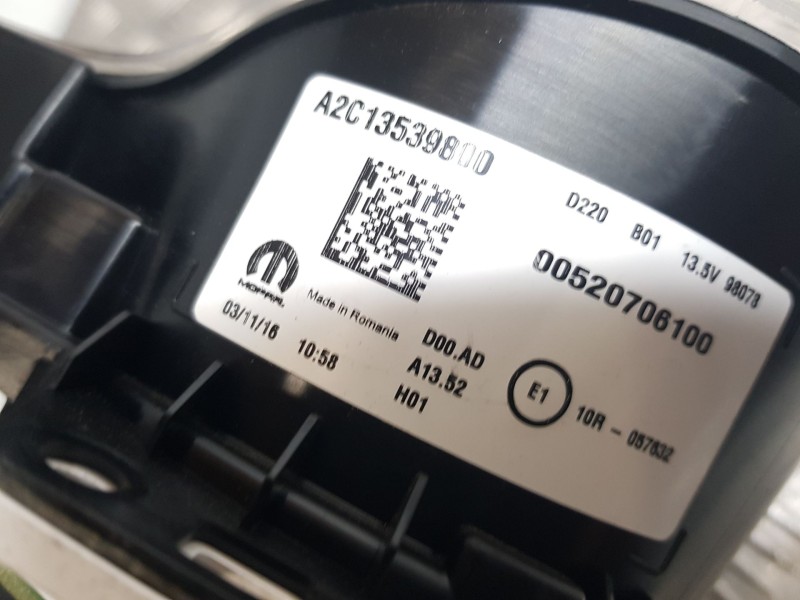 A2C13539800
D220 B01 13.5V 98078
00520706100
MOPAR
Made in Romania
03/11/16 10:58
D00.AD
A13.52
H01
E1
10R - 057632